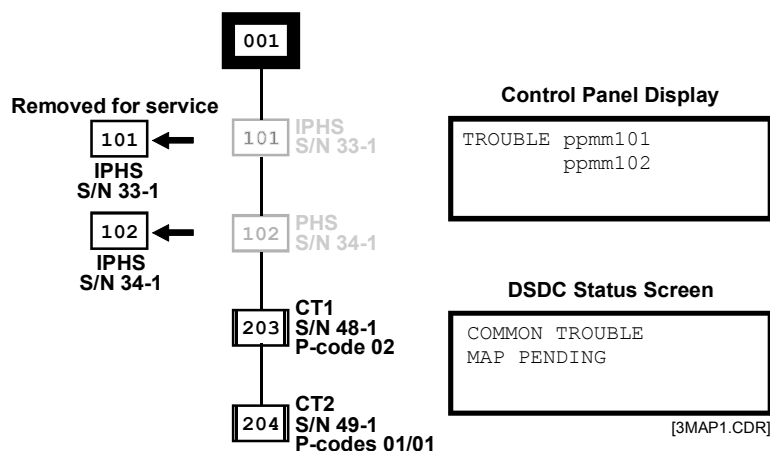 001
Removed for service
101
IPHS
S/N 33-1
101
IPHS
S/N 33-1
102
IPHS
S/N 34-1
102
PHS
S/N 34-1
203
CT1
S/N 48-1
P-code 02
204
CT2
S/N 49-1
P-codes 01/01
Control Panel Display
TROUBLE ppmm101
ppmm102
DSDC Status Screen
COMMON TROUBLE
MAP PENDING
[3MAP1.CDR]